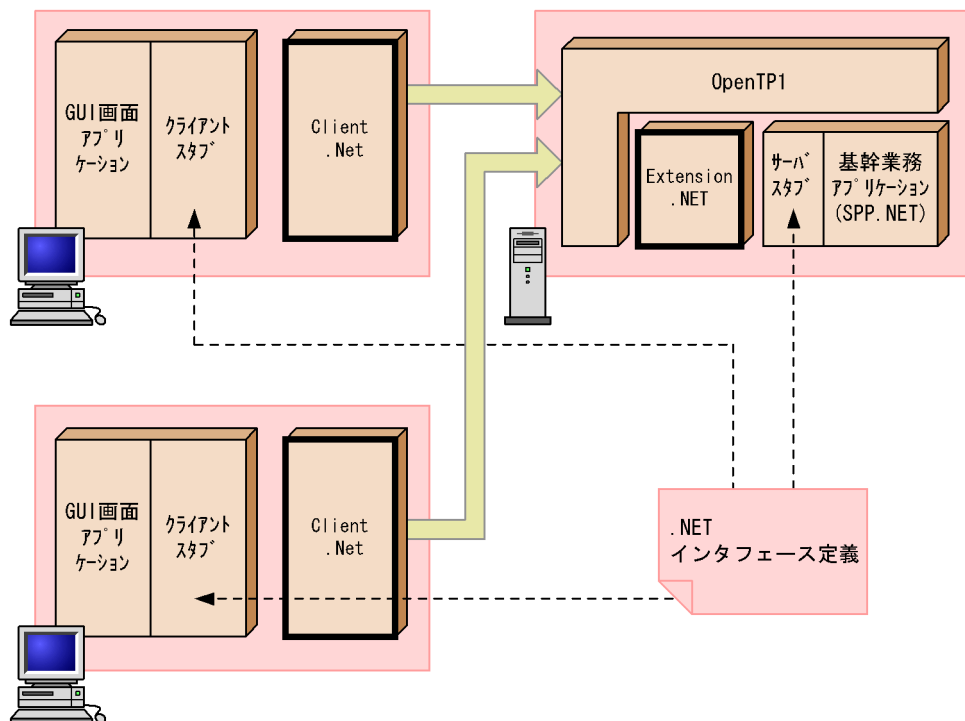 GUI画面
ｱﾌﾟﾘ
ｹｰｼｮﾝ
ｸﾗｲｱﾝﾄ
ｽﾀﾌﾞ
Client
.Net
OpenTP1
Extension
.NET
ｻｰﾊﾞ
ｽﾀﾌﾞ
基幹業務
ｱﾌﾟﾘｹｰｼｮﾝ
(SPP.NET)
GUI画面
ｱﾌﾟﾘ
ｹｰｼｮﾝ
ｸﾗｲｱﾝﾄ
ｽﾀﾌﾞ
Client
.Net
.NET
インタフェース定義